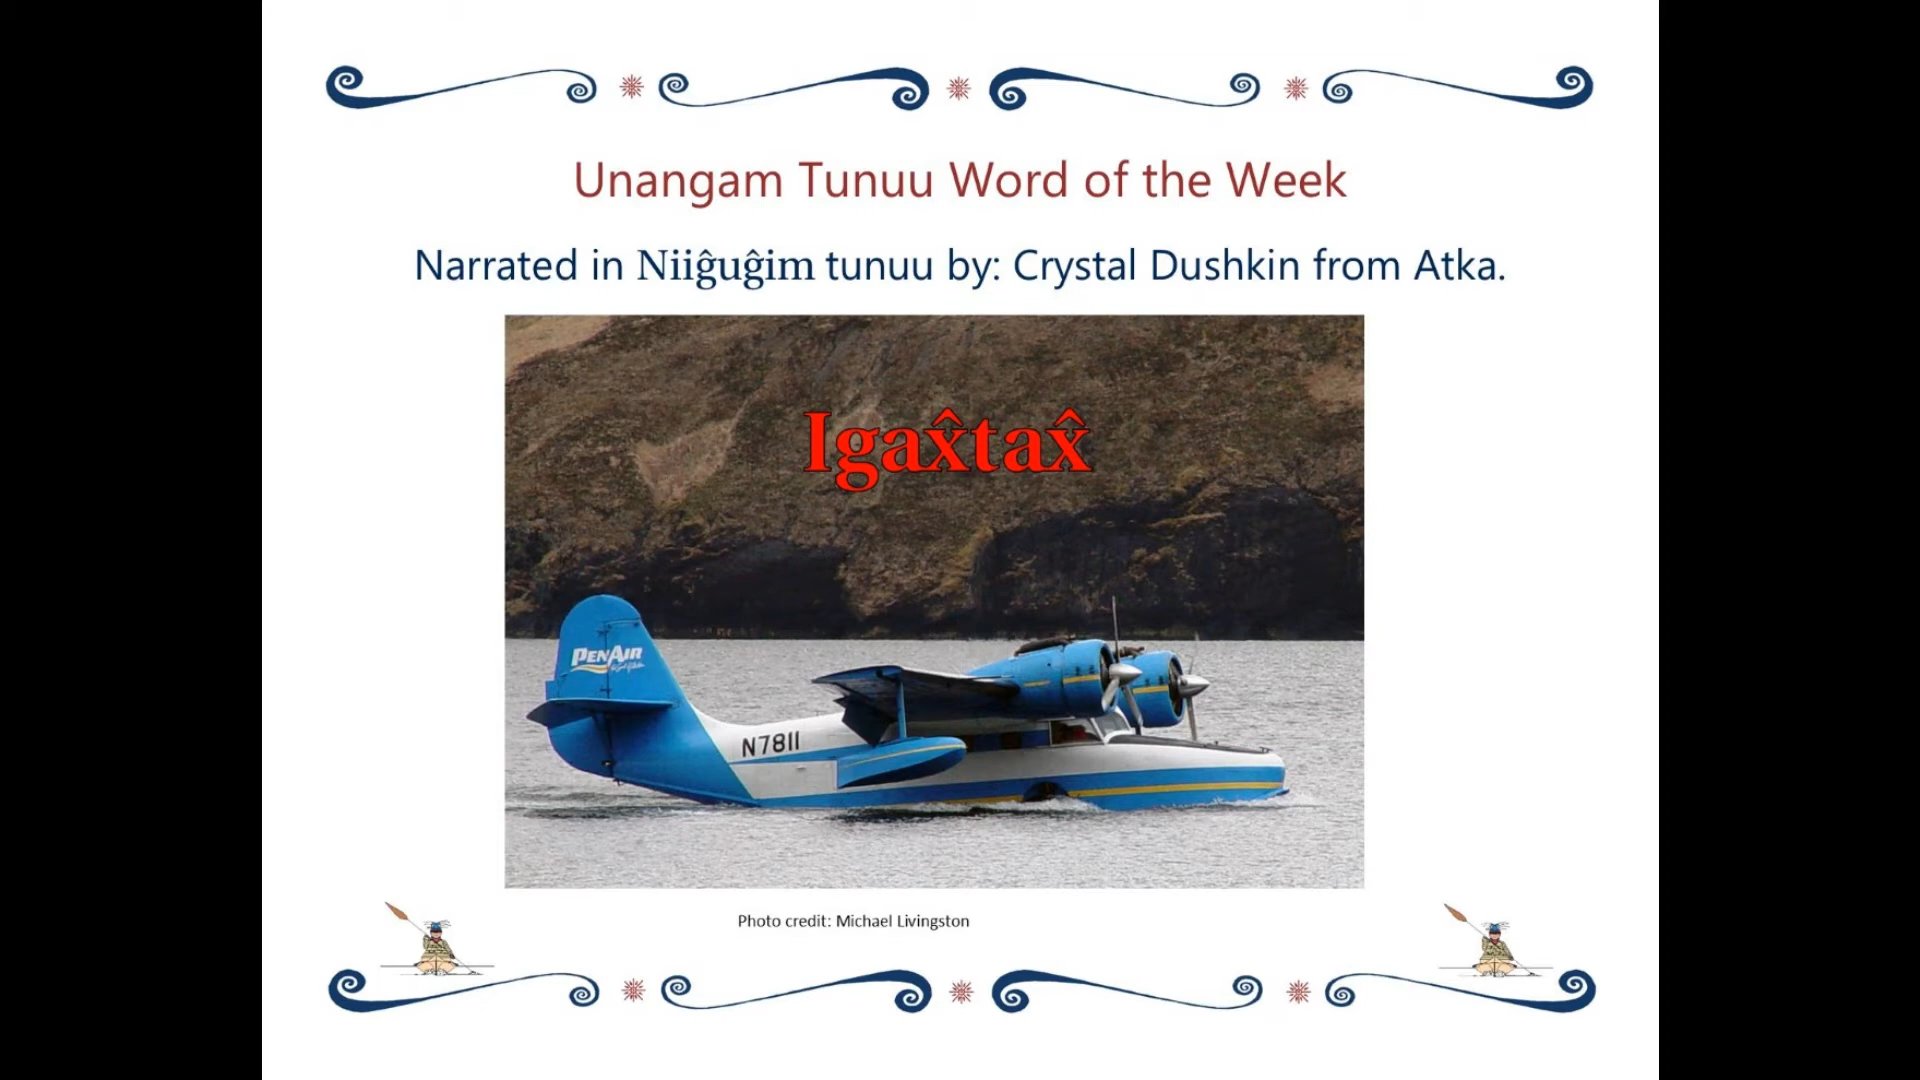 Unangam Tunuu Word of the Week
Narrated in Niiĝuĝim tunuu by: Crystal Dushkin from Atka.
Igax̂tax̂
PenAir
N7811
Photo credit: Michael Livingston